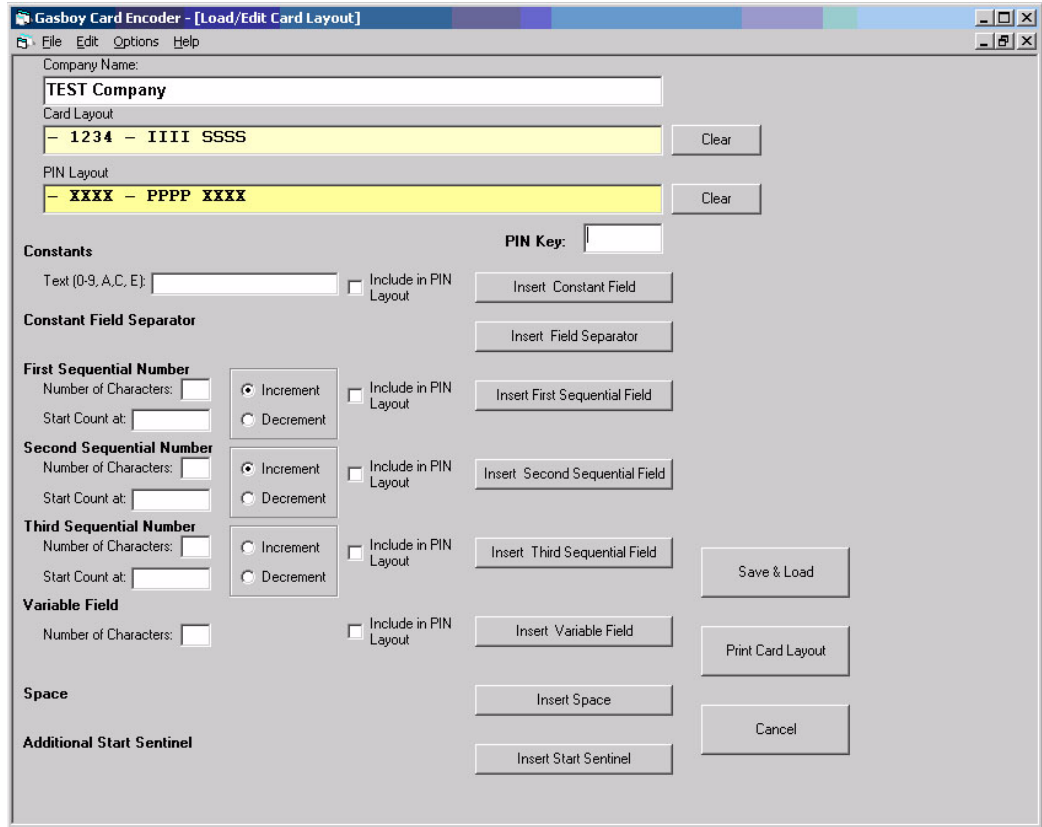 Gasboy Card Encoder - [Load/Edit Card Layout]
File Edit Options Help
Company Name:
TEST Company
Card Layout
– 1234 – IIII SSSS
Clear
PIN Layout
– XXXX – PPPP XXXX
Clear
PIN Key:
Constants
Text (0-9, A,C, E):
Include in PIN
Layout
Insert Constant Field
Constant Field Separator
Insert Field Separator
First Sequential Number
Number of Characters:
Increment
Include in PIN
Layout
Insert First Sequential Field
Start Count at:
Decrement
Second Sequential Number
Number of Characters:
Increment
Include in PIN
Layout
Insert Second Sequential Field
Start Count at:
Decrement
Third Sequential Number
Number of Characters:
Increment
Include in PIN
Layout
Insert Third Sequential Field
Start Count at:
Decrement
Save & Load
Variable Field
Number of Characters:
Include in PIN
Layout
Insert Variable Field
Print Card Layout
Space
Insert Space
Cancel
Additional Start Sentinel
Insert Start Sentinel